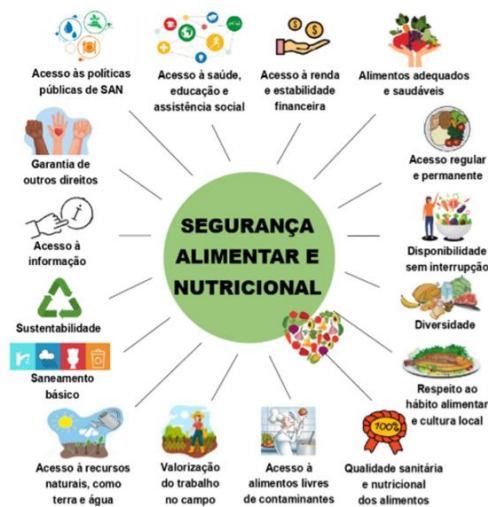 Acesso às políticas
públicas de SAN
Acesso à saúde,
educação e
assistência social
Acesso à renda
e estabilidade
financeira
Alimentos adequados
e saudáveis
Garantia de
outros direitos
Acesso regular
e permanente
SEGURANÇA
ALIMENTAR E
NUTRICIONAL
i
Acesso à
informação
Disponibilidade
sem interrupção
Sustentabilidade
Diversidade
Saneamento
básico
Respeito ao
hábito alimentar
e cultura local
Acesso à recursos
naturais, como
terra e água
Valorização
do trabalho
no campo
Acesso à
alimentos livres
de contaminantes
100%
Qualidade sanitária
e nutricional
dos alimentos